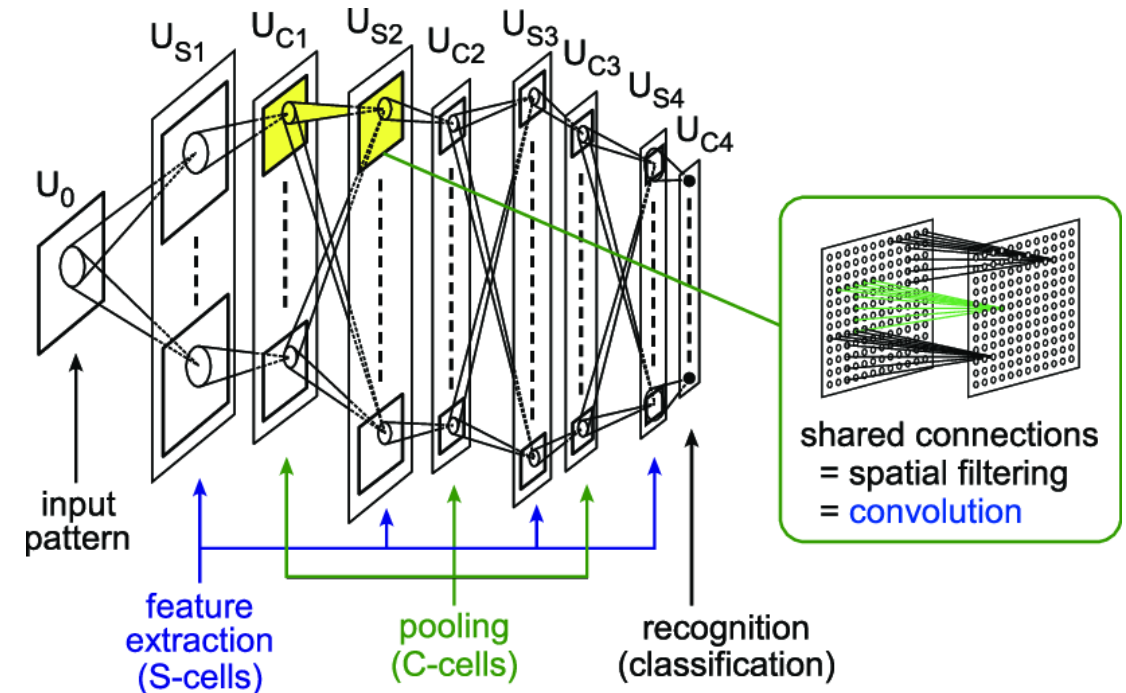 U0
US1
UC1
US2
UC2
US3
UC3
US4
UC4
input
pattern
feature
extraction
(S-cells)
pooling
(C-cells)
recognition
(classification)
shared connections
= spatial filtering
= convolution